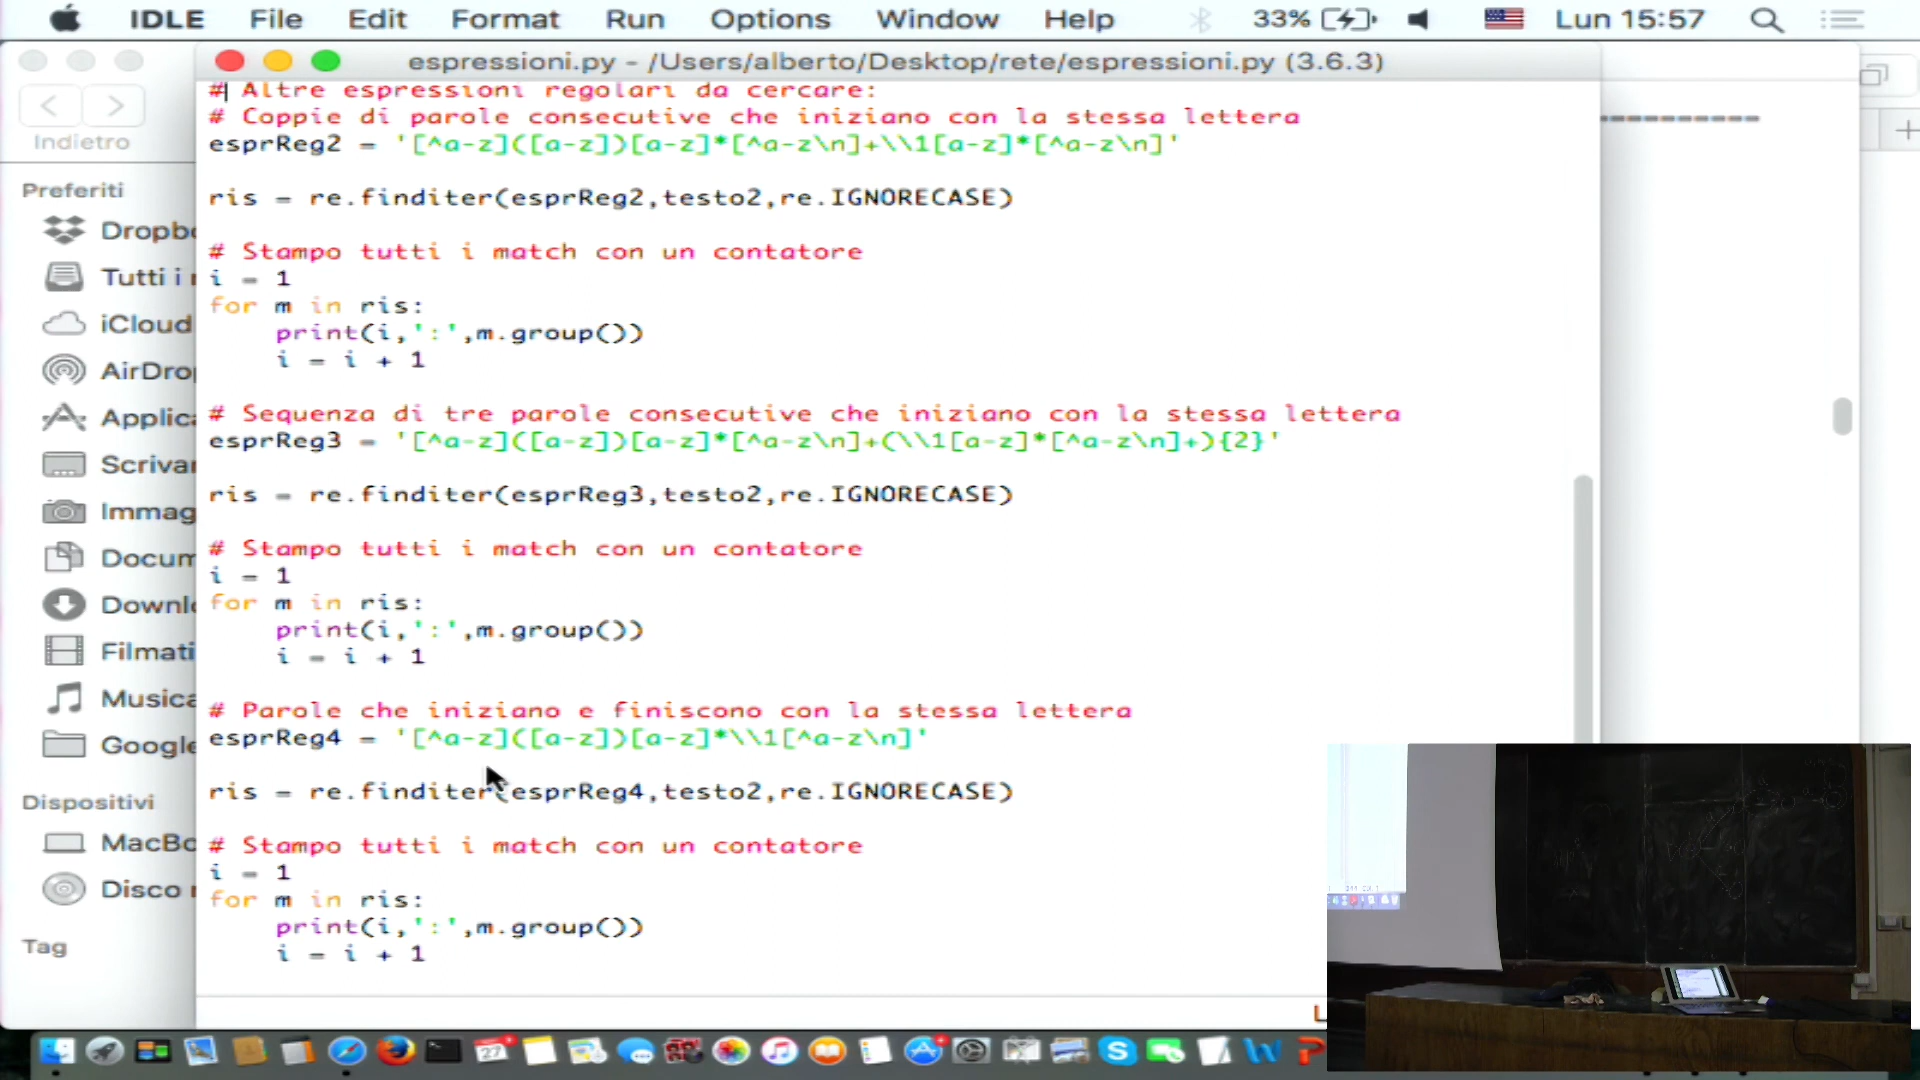 IDLE File Edit Format Run Options Window Help 33% Lun 15:57
espressioni.py - /Users/alberto/Desktop/rete/espressioni.py (3.6.3)
Indietro
Preferiti
Tutti i
iCloud
Tag
Dispositivi
# Altre espressioni regolari da cercare:
# Coppie di parole consecutive che iniziano con la stessa lettera
esprReg2 = '[^a-z]([a-z])[a-z]*[^a-z\n]+\\1[a-z]*[^a-z\n]'
ris = re.finditer(esprReg2,testo2,re.IGNORECASE)
# Stampo tutti i match con un contatore
i = 1
for m in ris:
print(i,':',m.group())
i = i + 1
# Sequenza di tre parole consecutive che iniziano con la stessa lettera
esprReg3 = '[^a-z]([a-z])[a-z]*[^a-z\n]+(\\1[a-z]*[^a-z\n]+){2}'
ris = re.finditer(esprReg3,testo2,re.IGNORECASE)
# Stampo tutti i match con un contatore
i = 1
for m in ris:
print(i,':',m.group())
i = i + 1
# Parole che iniziano e finiscono con la stessa lettera
esprReg4 = '[^a-z]([a-z])[a-z]*\\1[^a-z\n]'
ris = re.finditer(esprReg4,testo2,re.IGNORECASE)
# Stampo tutti i match con un contatore
i = 1
for m in ris:
print(i,':',m.group())
i = i + 1